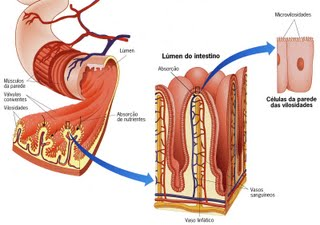 Microvilosidades
Lúmen
Lúmen do intestino
Absorção
Músculos
da parede
Válvulas
coniventes
Vilosidades
Absorção
de nutrientes
Células da parede
das vilosidades
Vasos
sanguíneos
Vaso linfático